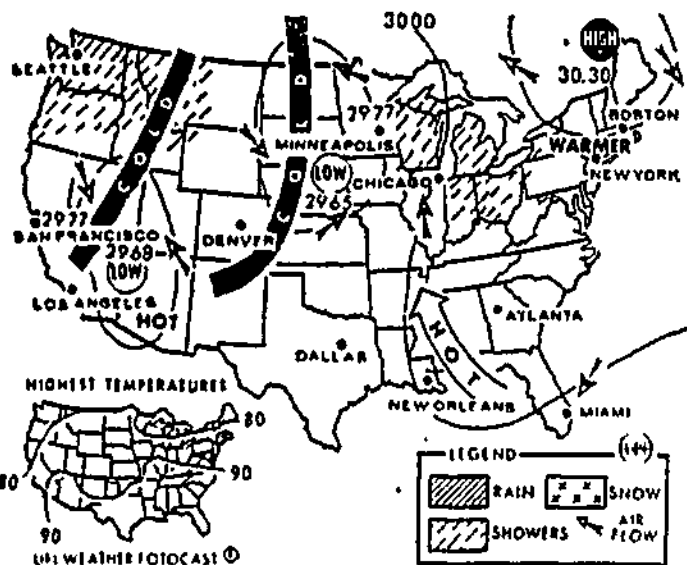 3000
HIGH
30.30
SEATTLE
COLD
COLD
2977
MINNEAPOLIS
BOSTON
WARMER
NEW YORK
LOW
CHICAGO
2965
2977
SAN FRANCISCO
2968
LOW
DENVER
LOS ANGELES
HOT
HOT
ATLANTA
DALLAS
NEW ORLEANS
MIAMI
HIGHEST TEMPERATURES
80
90
80
90
UPI WEATHER FOTOCAST
LEGEND
RAIN
SNOW
SHOWERS
AIR FLOW